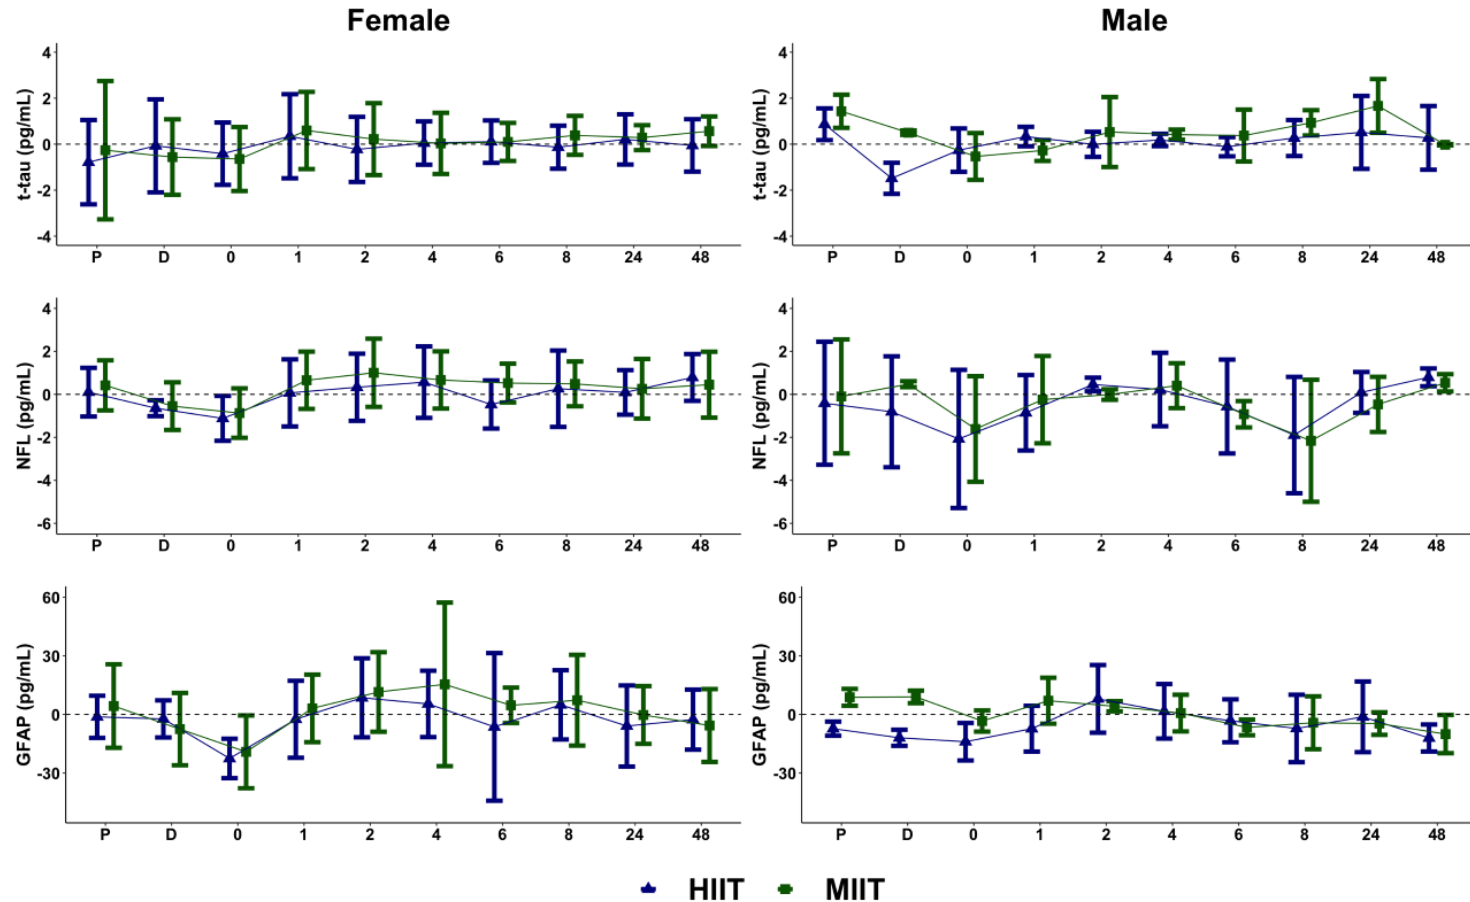 Female Male
t-tau (pg/mL)
4
2
0
-2
-4
P D 0 1 2 4 6 8 24 48
t-tau (pg/mL)
4
2
0
-2
-4
P D 0 1 2 4 6 8 24 48
NFL (pg/mL)
4
2
0
-2
-4
-6
P D 0 1 2 4 6 8 24 48
NFL (pg/mL)
4
2
0
-2
-4
-6
P D 0 1 2 4 6 8 24 48
GFAP (pg/mL)
60
30
0
-30
P D 0 1 2 4 6 8 24 48
GFAP (pg/mL)
60
30
0
-30
P D 0 1 2 4 6 8 24 48
HIIT MIIT